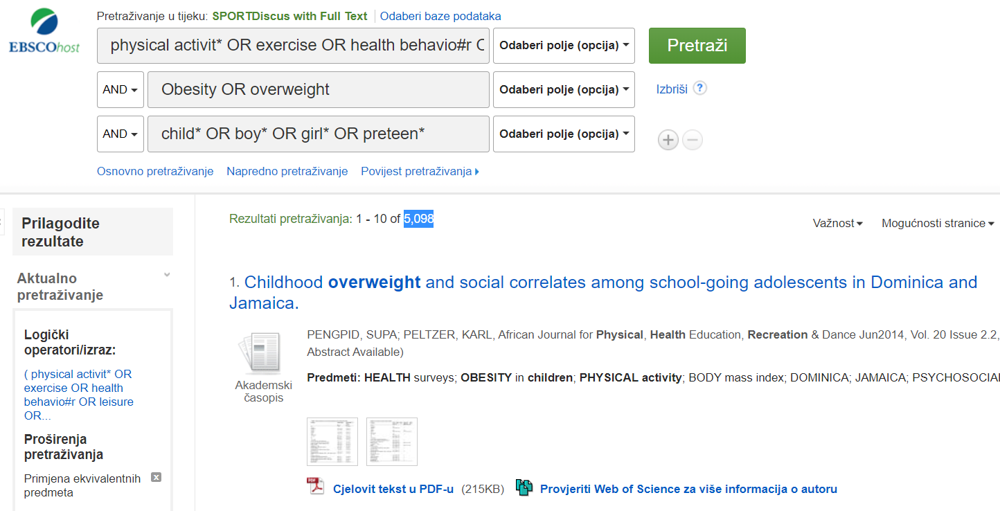 EBSCOhost
Pretraživanje u tijeku: SPORTDiscus with Full Text Odaberi baze podataka
physical activit* OR exercise OR health behavio#r O
Odaberi polje (opcija)
Pretraži
AND
Obesity OR overweight
Odaberi polje (opcija)
Izbriši ?
AND
child* OR boy* OR girl* OR preteen*
Odaberi polje (opcija)
Osnovno pretraživanje Napredno pretraživanje Povijest pretraživanja
Prilagodite
rezultate
Rezultati pretraživanja: 1 - 10 of 5,098
Važnost Mogućnosti stranice
Aktualno
pretraživanje
Logički
operatori/izraz:
( physical activit* OR
exercise OR health
behavio#r OR leisure
OR...
Proširenja
pretraživanja
Primjena ekvivalentnih
predmeta
1. Childhood overweight and social correlates among school-going adolescents in Dominica and
Jamaica.
Akademski
časopis
PENGPID, SUPA; PELTZER, KARL, African Journal for Physical, Health Education, Recreation & Dance Jun2014, Vol. 20 Issue 2.2,
Abstract Available)
Predmeti: HEALTH surveys; OBESITY in children; PHYSICAL activity; BODY mass index; DOMINICA; JAMAICA; PSYCHOSOCIAL
Cjelovit tekst u PDF-u (215KB) Provjeriti Web of Science za više informacija o autoru